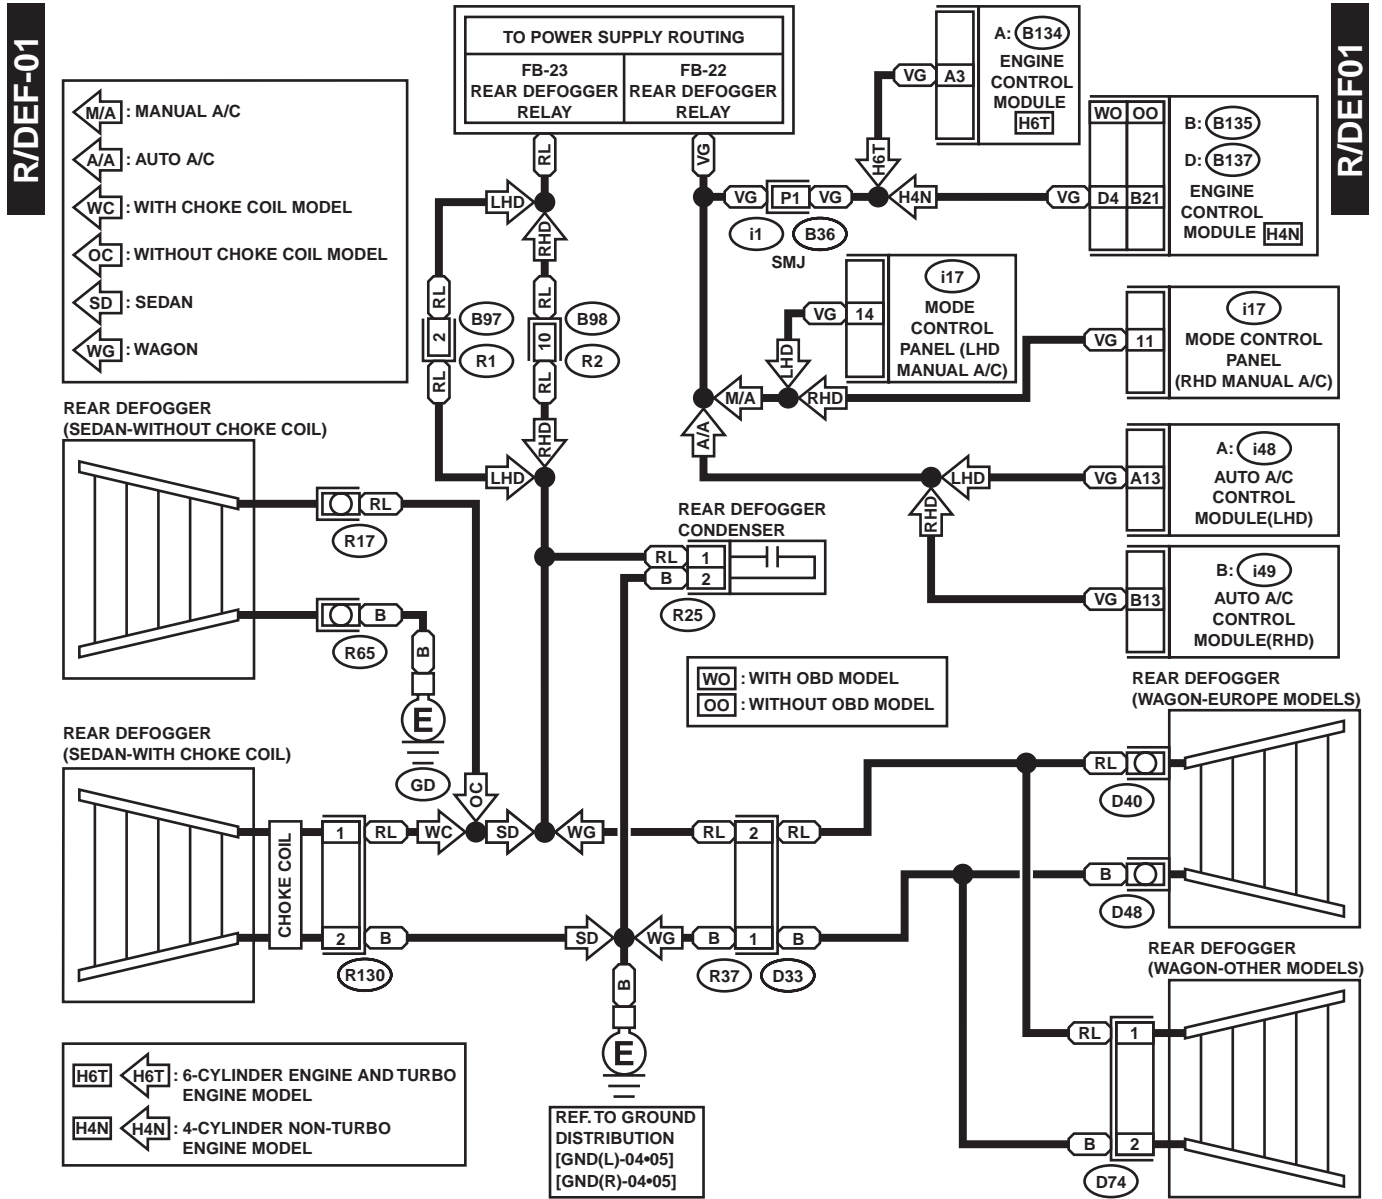 R/DEF-01
R/DEF01
TO POWER SUPPLY ROUTING
FB-23
REAR DEFOGGER
RELAY
FB-22
REAR DEFOGGER
RELAY
M/A : MANUAL A/C
A/A : AUTO A/C
WC : WITH CHOKE COIL MODEL
OC : WITHOUT CHOKE COIL MODEL
SD : SEDAN
WG : WAGON
RL
VG
LHD
RHD
RL
RL
2
10
B97
R1
B98
R2
RL
RL
RHD
LHD
VG
A3
A: B134
ENGINE
CONTROL
MODULE
H6T
H6T
VG
P1
VG
H4N
i1
B36
SMJ
VG
WO
OO
D4
B21
B: B135
D: B137
ENGINE
CONTROL
MODULE H4N
VG
14
i17
MODE
CONTROL
PANEL (LHD
MANUAL A/C)
LHD
M/A
RHD
VG
11
i17
MODE CONTROL
PANEL
(RHD MANUAL A/C)
A/A
LHD
VG
A13
A: i48
AUTO A/C
CONTROL
MODULE(LHD)
RHD
VG
B13
B: i49
AUTO A/C
CONTROL
MODULE(RHD)
REAR DEFOGGER
(SEDAN-WITHOUT CHOKE COIL)
RL
R17
B
R65
B
E
GD
REAR DEFOGGER
CONDENSER
RL
1
B
2
R25
WO : WITH OBD MODEL
OO : WITHOUT OBD MODEL
REAR DEFOGGER
(SEDAN-WITH CHOKE COIL)
CHOKE COIL
1
RL
WC
OC
SD
WG
RL
2
RL
2
B
R130
SD
WG
B
1
B
R37
D33
B
E
REF. TO GROUND
DISTRIBUTION
[GND(L)-04•05]
[GND(R)-04•05]
REAR DEFOGGER
(WAGON-EUROPE MODELS)
RL
D40
B
D48
REAR DEFOGGER
(WAGON-OTHER MODELS)
RL
1
B
2
D74
H6T H6T : 6-CYLINDER ENGINE AND TURBO
ENGINE MODEL
H4N H4N : 4-CYLINDER NON-TURBO
ENGINE MODEL